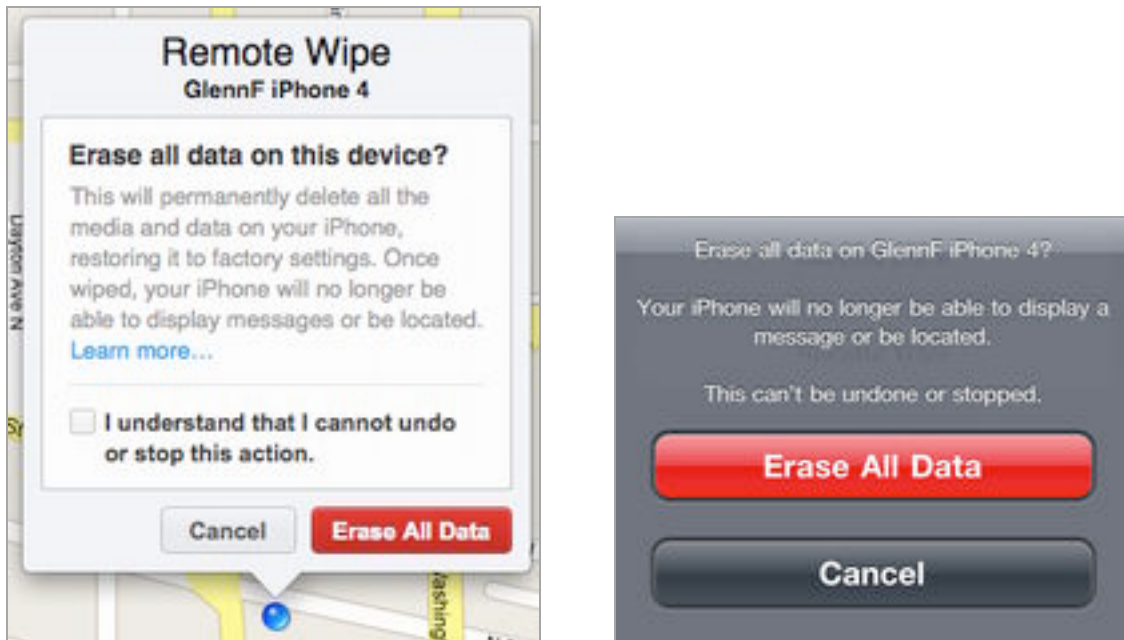 Remote Wipe
GlennF iPhone 4
Erase all data on this device?
This will permanently delete all the
media and data on your iPhone,
restoring it to factory settings. Once
wiped, your iPhone will no longer be
able to display messages or be located.
Learn more...
I understand that I cannot undo
or stop this action.
Cancel
Erase All Data
Dayton Ave N
Erase all data on GlennF iPhone 4?
Your iPhone will no longer be able to display a
message or be located.
This can't be undone or stopped.
Erase All Data
Cancel